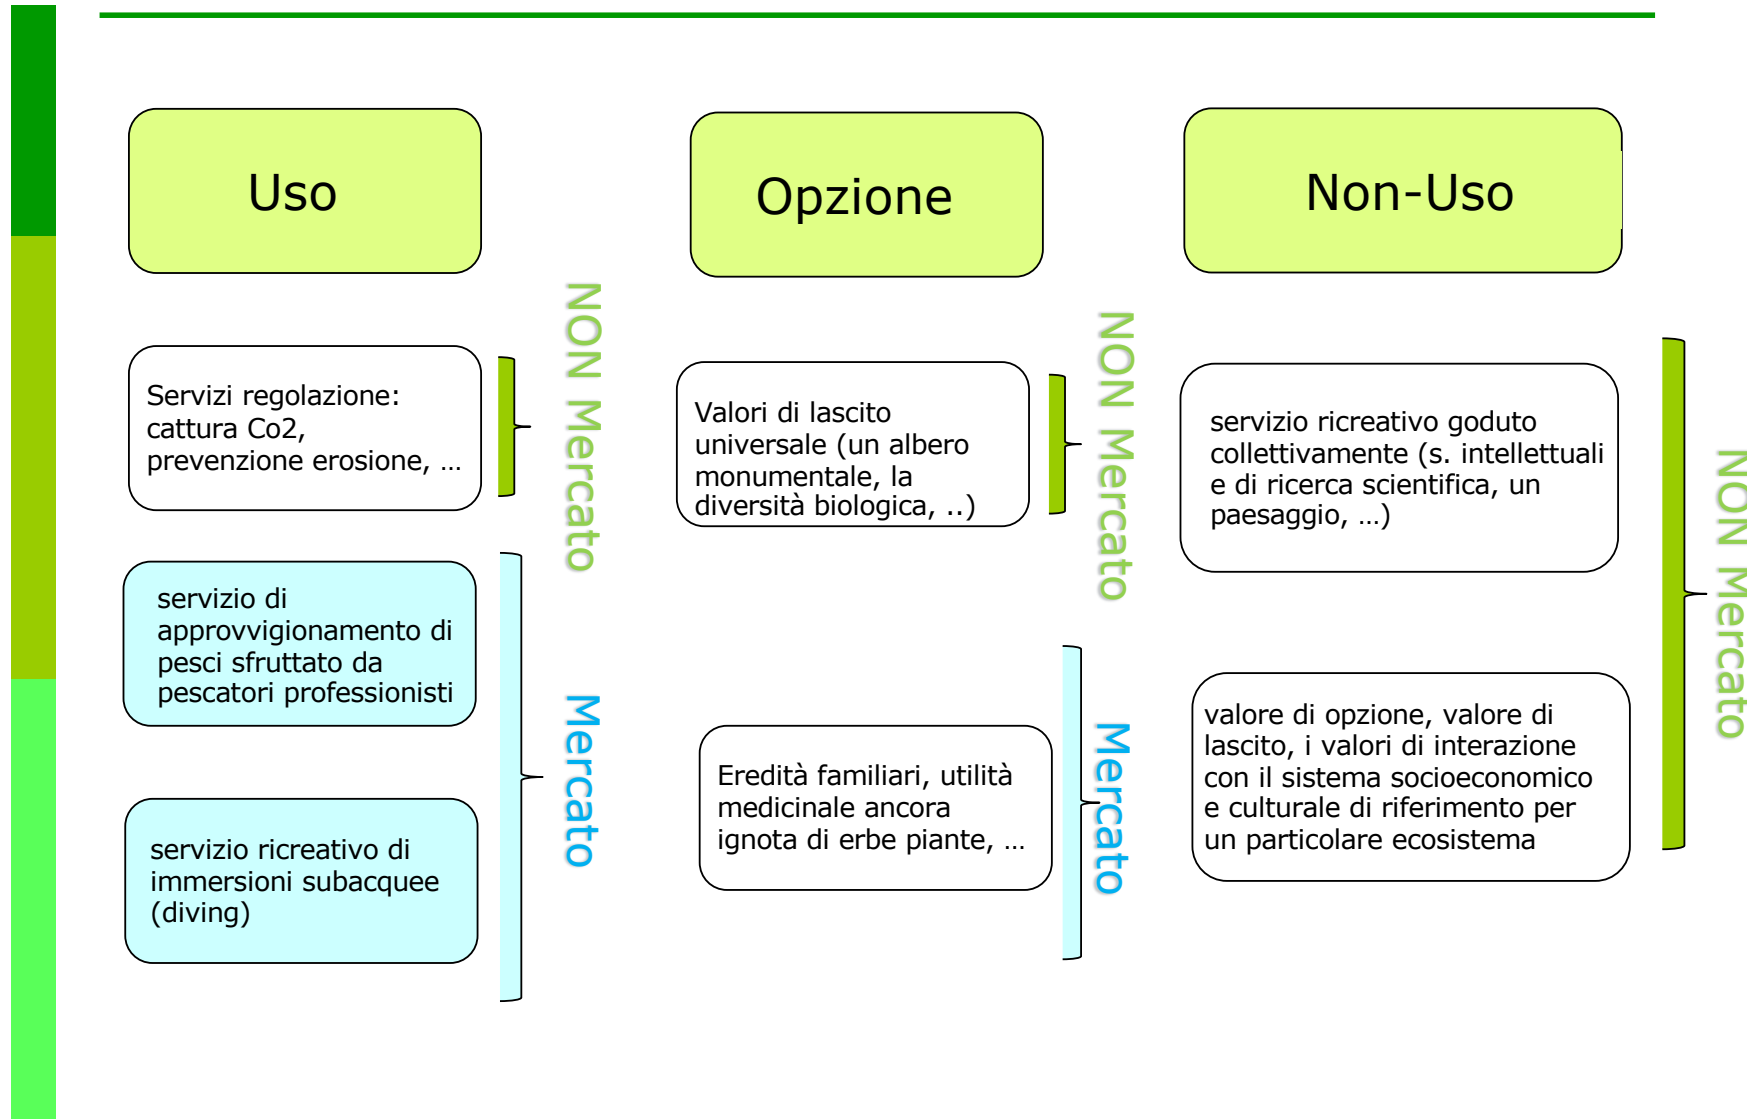 Uso
Opzione
Non-Uso
Servizi regolazione:
cattura Co2,
prevenzione erosione, …
NON Mercato
servizio di
approvvigionamento di
pesci sfruttato da
pescatori professionisti
servizio ricreativo di
immersioni subacquee
(diving)
Mercato
Valori di lascito
universale (un albero
monumentale, la
diversità biologica, ..)
NON Mercato
Eredità familiari, utilità
medicinale ancora
ignota di erbe piante, …
Mercato
servizio ricreativo goduto
collettivamente (s. intellettuali
e di ricerca scientifica, un
paesaggio, …)
valore di opzione, valore di
lascito, i valori di interazione
con il sistema socioeconomico
e culturale di riferimento per
un particolare ecosistema
NON Mercato